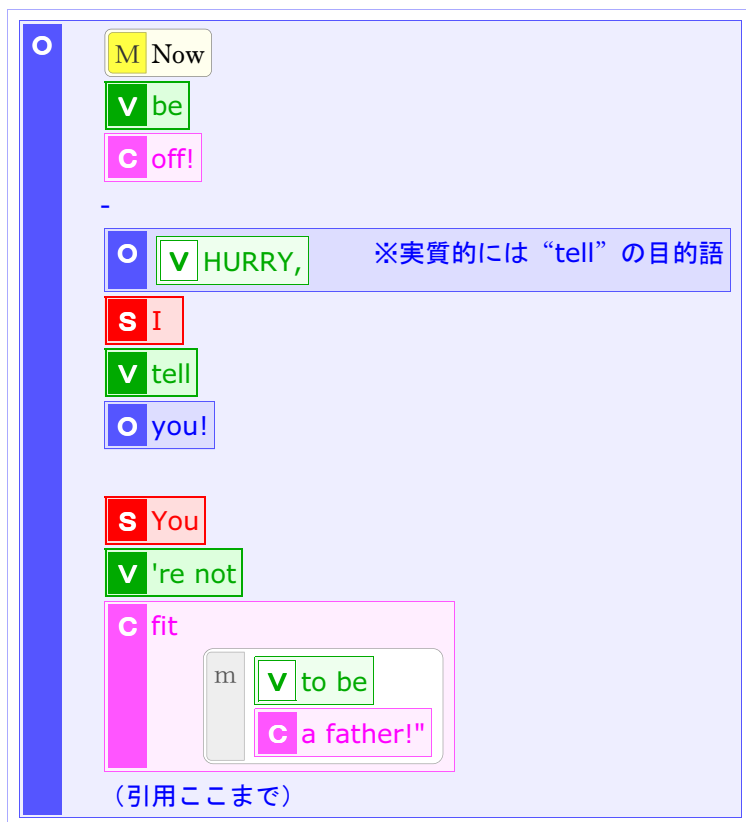 O M Now
V be
C off!
-
O V HURRY, ※実質的には“tell”の目的語
S I
V tell
O you!
S You
V 're not
C fit
m V to be
C a father!"
（引用ここまで）